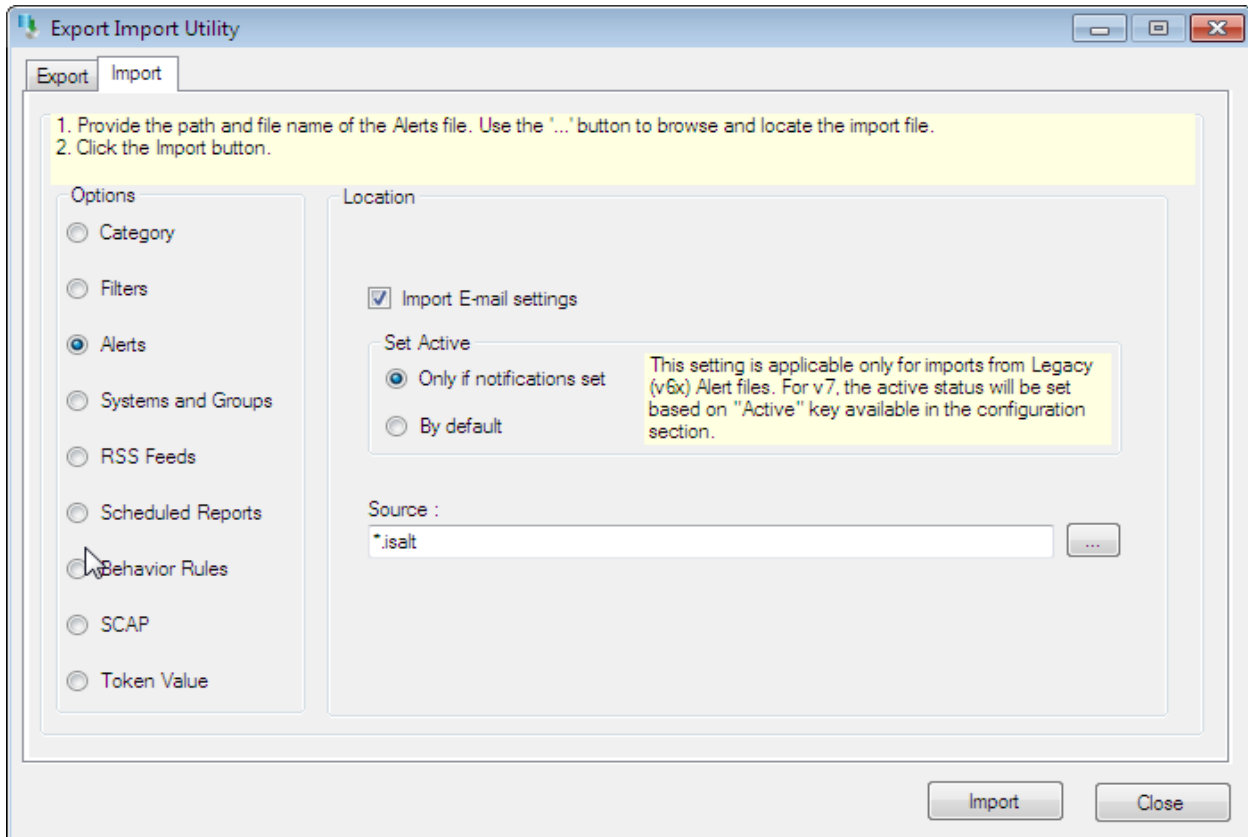 Export Import Utility
Export
Import
1. Provide the path and file name of the Alerts file. Use the '...' button to browse and locate the import file.
2. Click the Import button.
Options
Category
Filters
Alerts
Systems and Groups
RSS Feeds
Scheduled Reports
Behavior Rules
SCAP
Token Value
Location
Import E-mail settings
Set Active
Only if notifications set
By default
This setting is applicable only for imports from Legacy
(v6x) Alert files. For v7, the active status will be set
based on "Active" key available in the configuration
section.
Source :
*.isalt
...
Import
Close